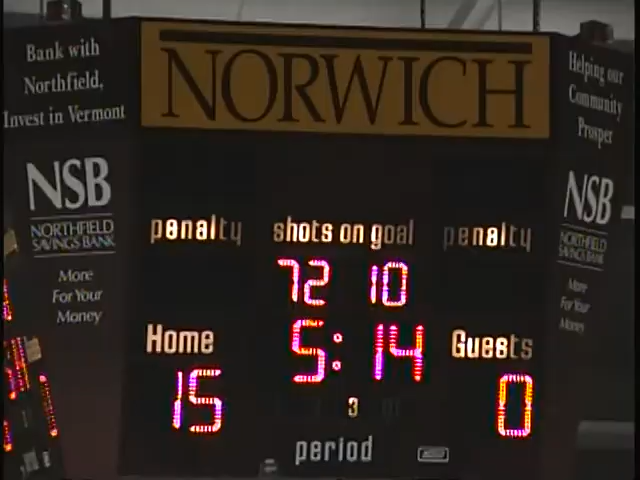 Bank with
Northfield,
Invest in Vermont
NSB
NORTHFIELD
SAVINGS BANK
More
For Your
Money
NORWICH
penalty shots on goal penalty
72 10
Home 5:14 Guests
15 3 0
period
Helping our
Community
Prosper
NSB
NORTHFIELD
SAVINGS BANK
More
For Your
Money